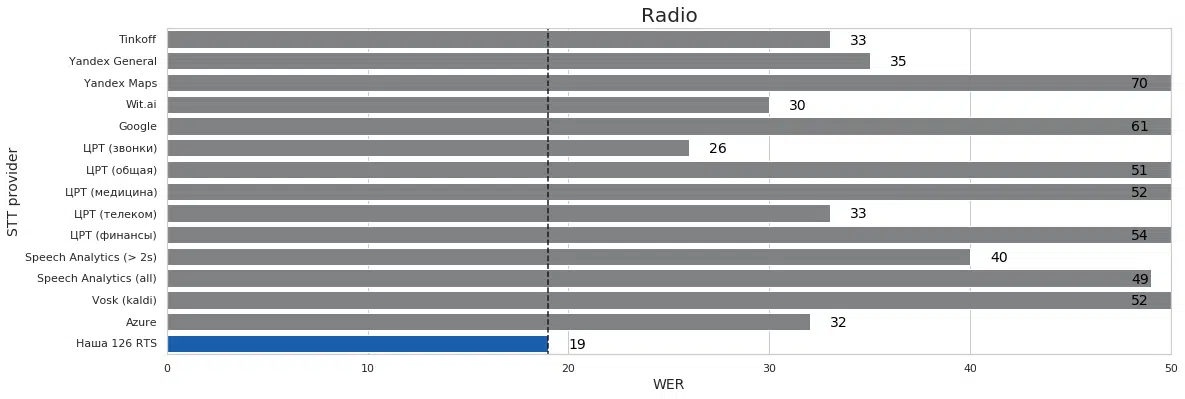 Radio
STT provider
Tinkoff 33
Yandex General 35
Yandex Maps 70
Wit.ai 30
Google 61
ЦРТ (звонки) 26
ЦРТ (общая) 51
ЦРТ (медицина) 52
ЦРТ (телеком) 33
ЦРТ (финансы) 54
Speech Analytics (> 2s) 40
Speech Analytics (all) 49
Vosk (kaldi) 52
Azure 32
Наша 126 RTS 19
0 10 20 30 40 50
WER